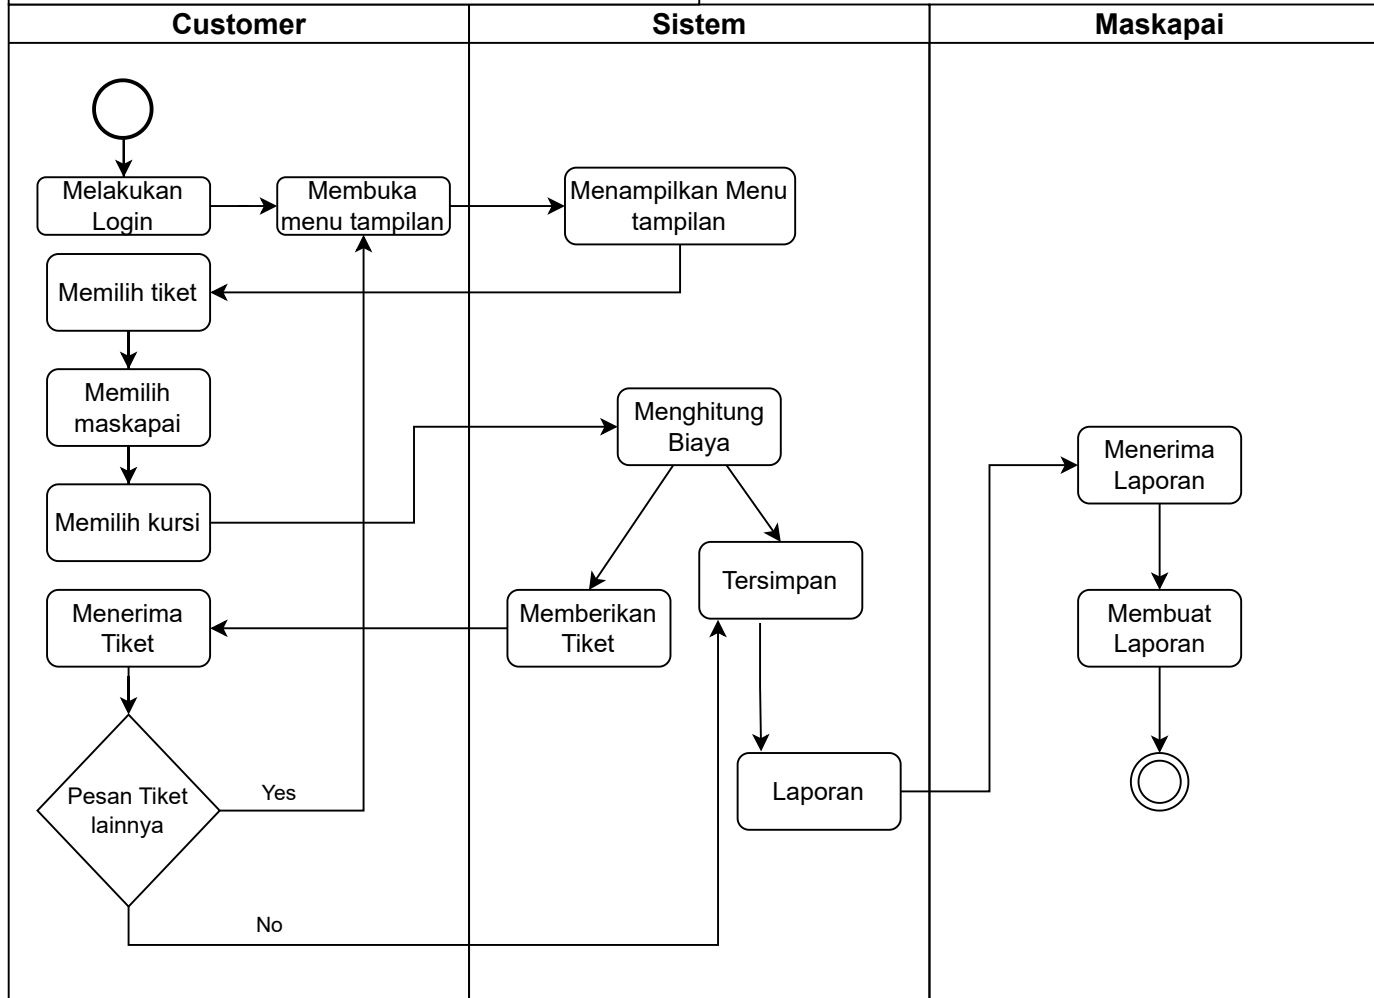 Customer
Sistem
Maskapai
Melakukan
Login
Membuka
menu tampilan
Menampilkan Menu
tampilan
Memilih tiket
Memilih
maskapai
Menghitung
Biaya
Menerima
Laporan
Memilih kursi
Tersimpan
Menerima
Tiket
Memberikan
Tiket
Membuat
Laporan
Pesan Tiket
lainnya
Yes
Laporan
No